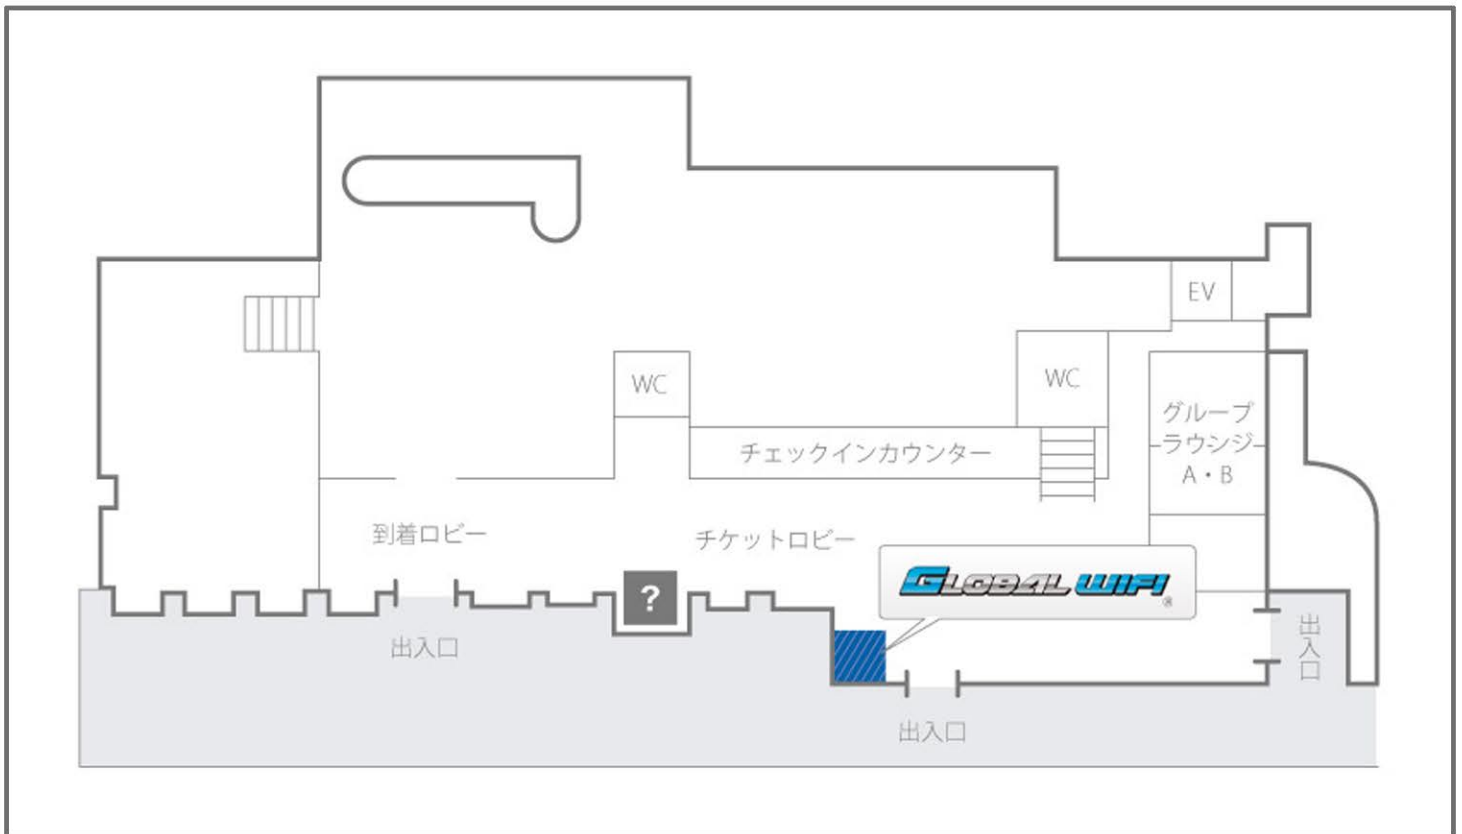 EV
WC
WC
グループ
ラウンジ
A・B
チェックインカウンター
到着ロビー
チケットロビー
GLOBAL WIFI
®
?
出入口
出入口
出入口